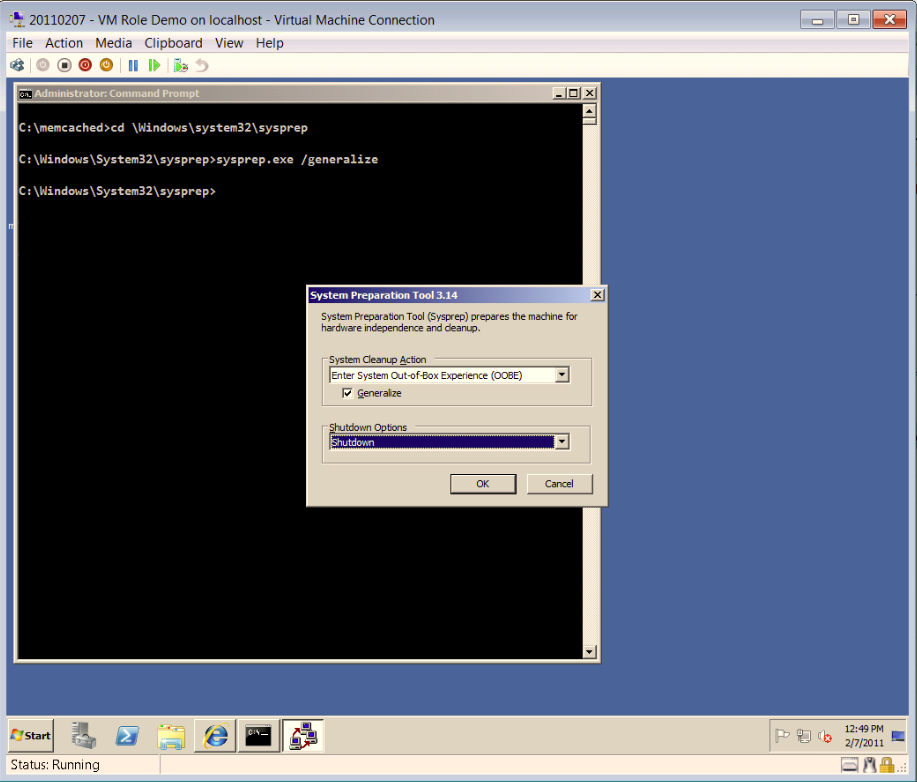 20110207 - VM Role Demo on localhost - Virtual Machine Connection
File Action Media Clipboard View Help
Administrator: Command Prompt
C:\memcached>cd \Windows\system32\sysprep
C:\Windows\System32\sysprep>sysprep.exe /generalize
C:\Windows\System32\sysprep>
System Preparation Tool 3.14
System Preparation Tool (Sysprep) prepares the machine for
hardware independence and cleanup.
System Cleanup Action
Enter System Out-of-Box Experience (OOBE)
Generalize
Shutdown Options
Shutdown
OK Cancel
Start
12:49 PM
2/7/2011
Status: Running